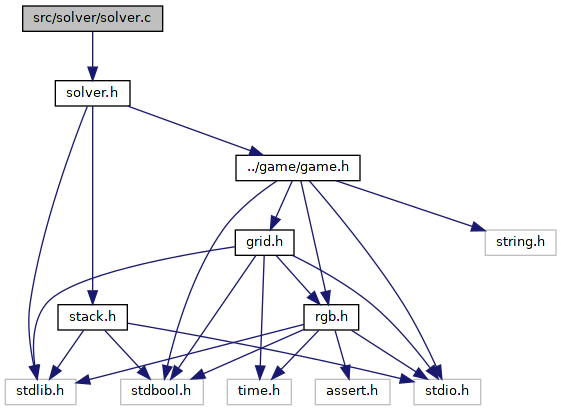 src/solver/solver.c
solver.h
../game/game.h
grid.h
string.h
stack.h
rgb.h
stdlib.h
stdbool.h
time.h
assert.h
stdio.h